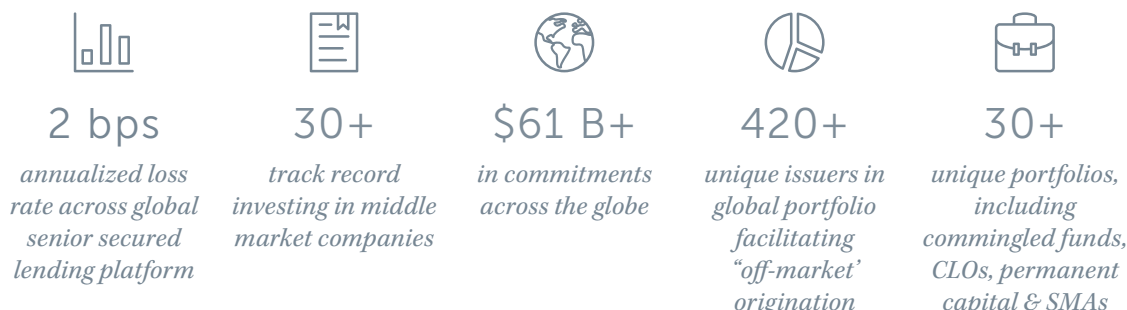 2 bps
annualized loss
rate across global
senior secured
lending platform
30+
track record
investing in middle
market companies
$61 B+
in commitments
across the globe
420+
unique issuers in
global portfolio
facilitating
“off-market’
origination
30+
unique portfolios,
including
commingled funds,
CLOs, permanent
capital & SMAs